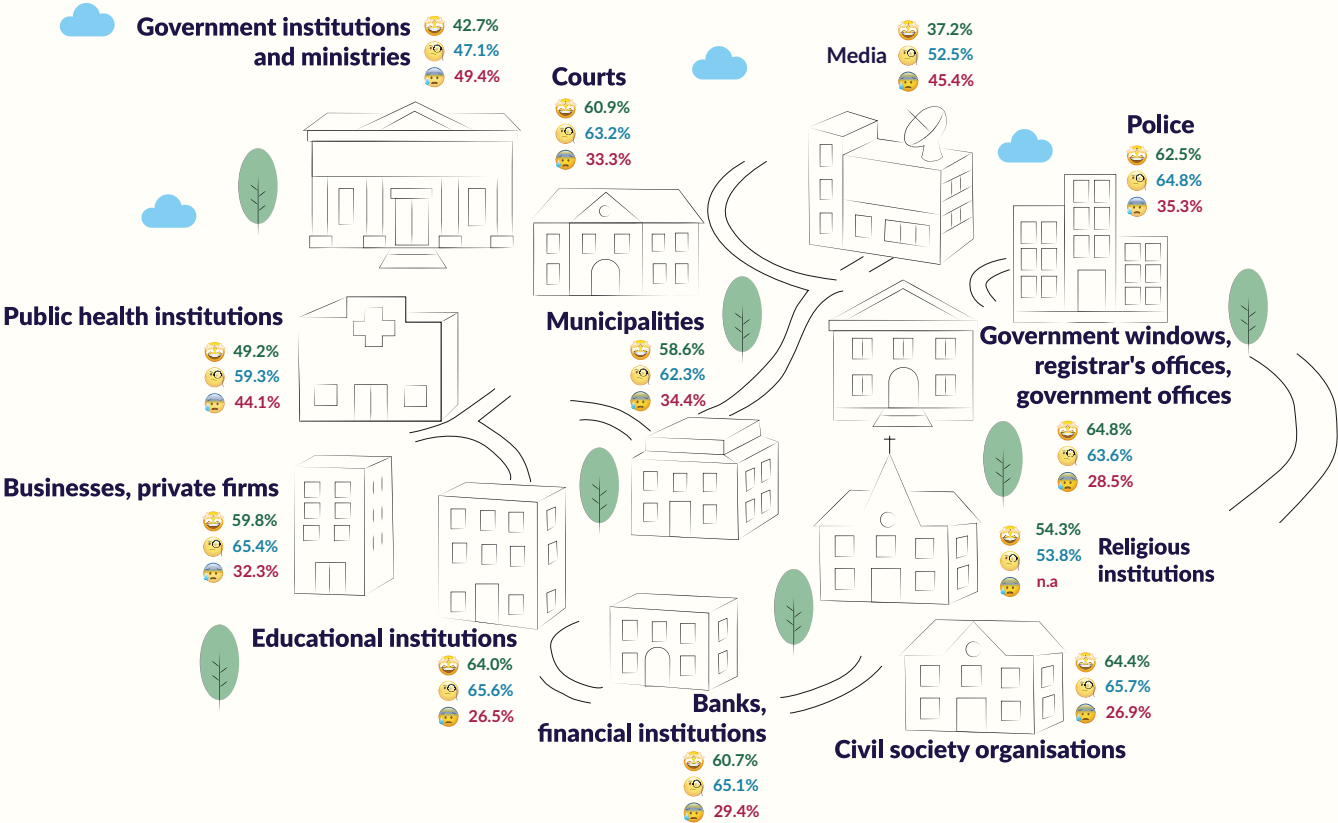 Government institutions
and ministries
42.7%
47.1%
49.4%
Courts
60.9%
63.2%
33.3%
Media
37.2%
52.5%
45.4%
Police
62.5%
64.8%
35.3%
Public health institutions
49.2%
59.3%
44.1%
Municipalities
58.6%
62.3%
34.4%
Government windows,
registrar's offices,
government offices
64.8%
63.6%
28.5%
Businesses, private firms
59.8%
65.4%
32.3%
54.3%
53.8%
n.a
Religious
institutions
Educational institutions
64.0%
65.6%
26.5%
Banks,
financial institutions
60.7%
65.1%
29.4%
64.4%
65.7%
26.9%
Civil society organisations